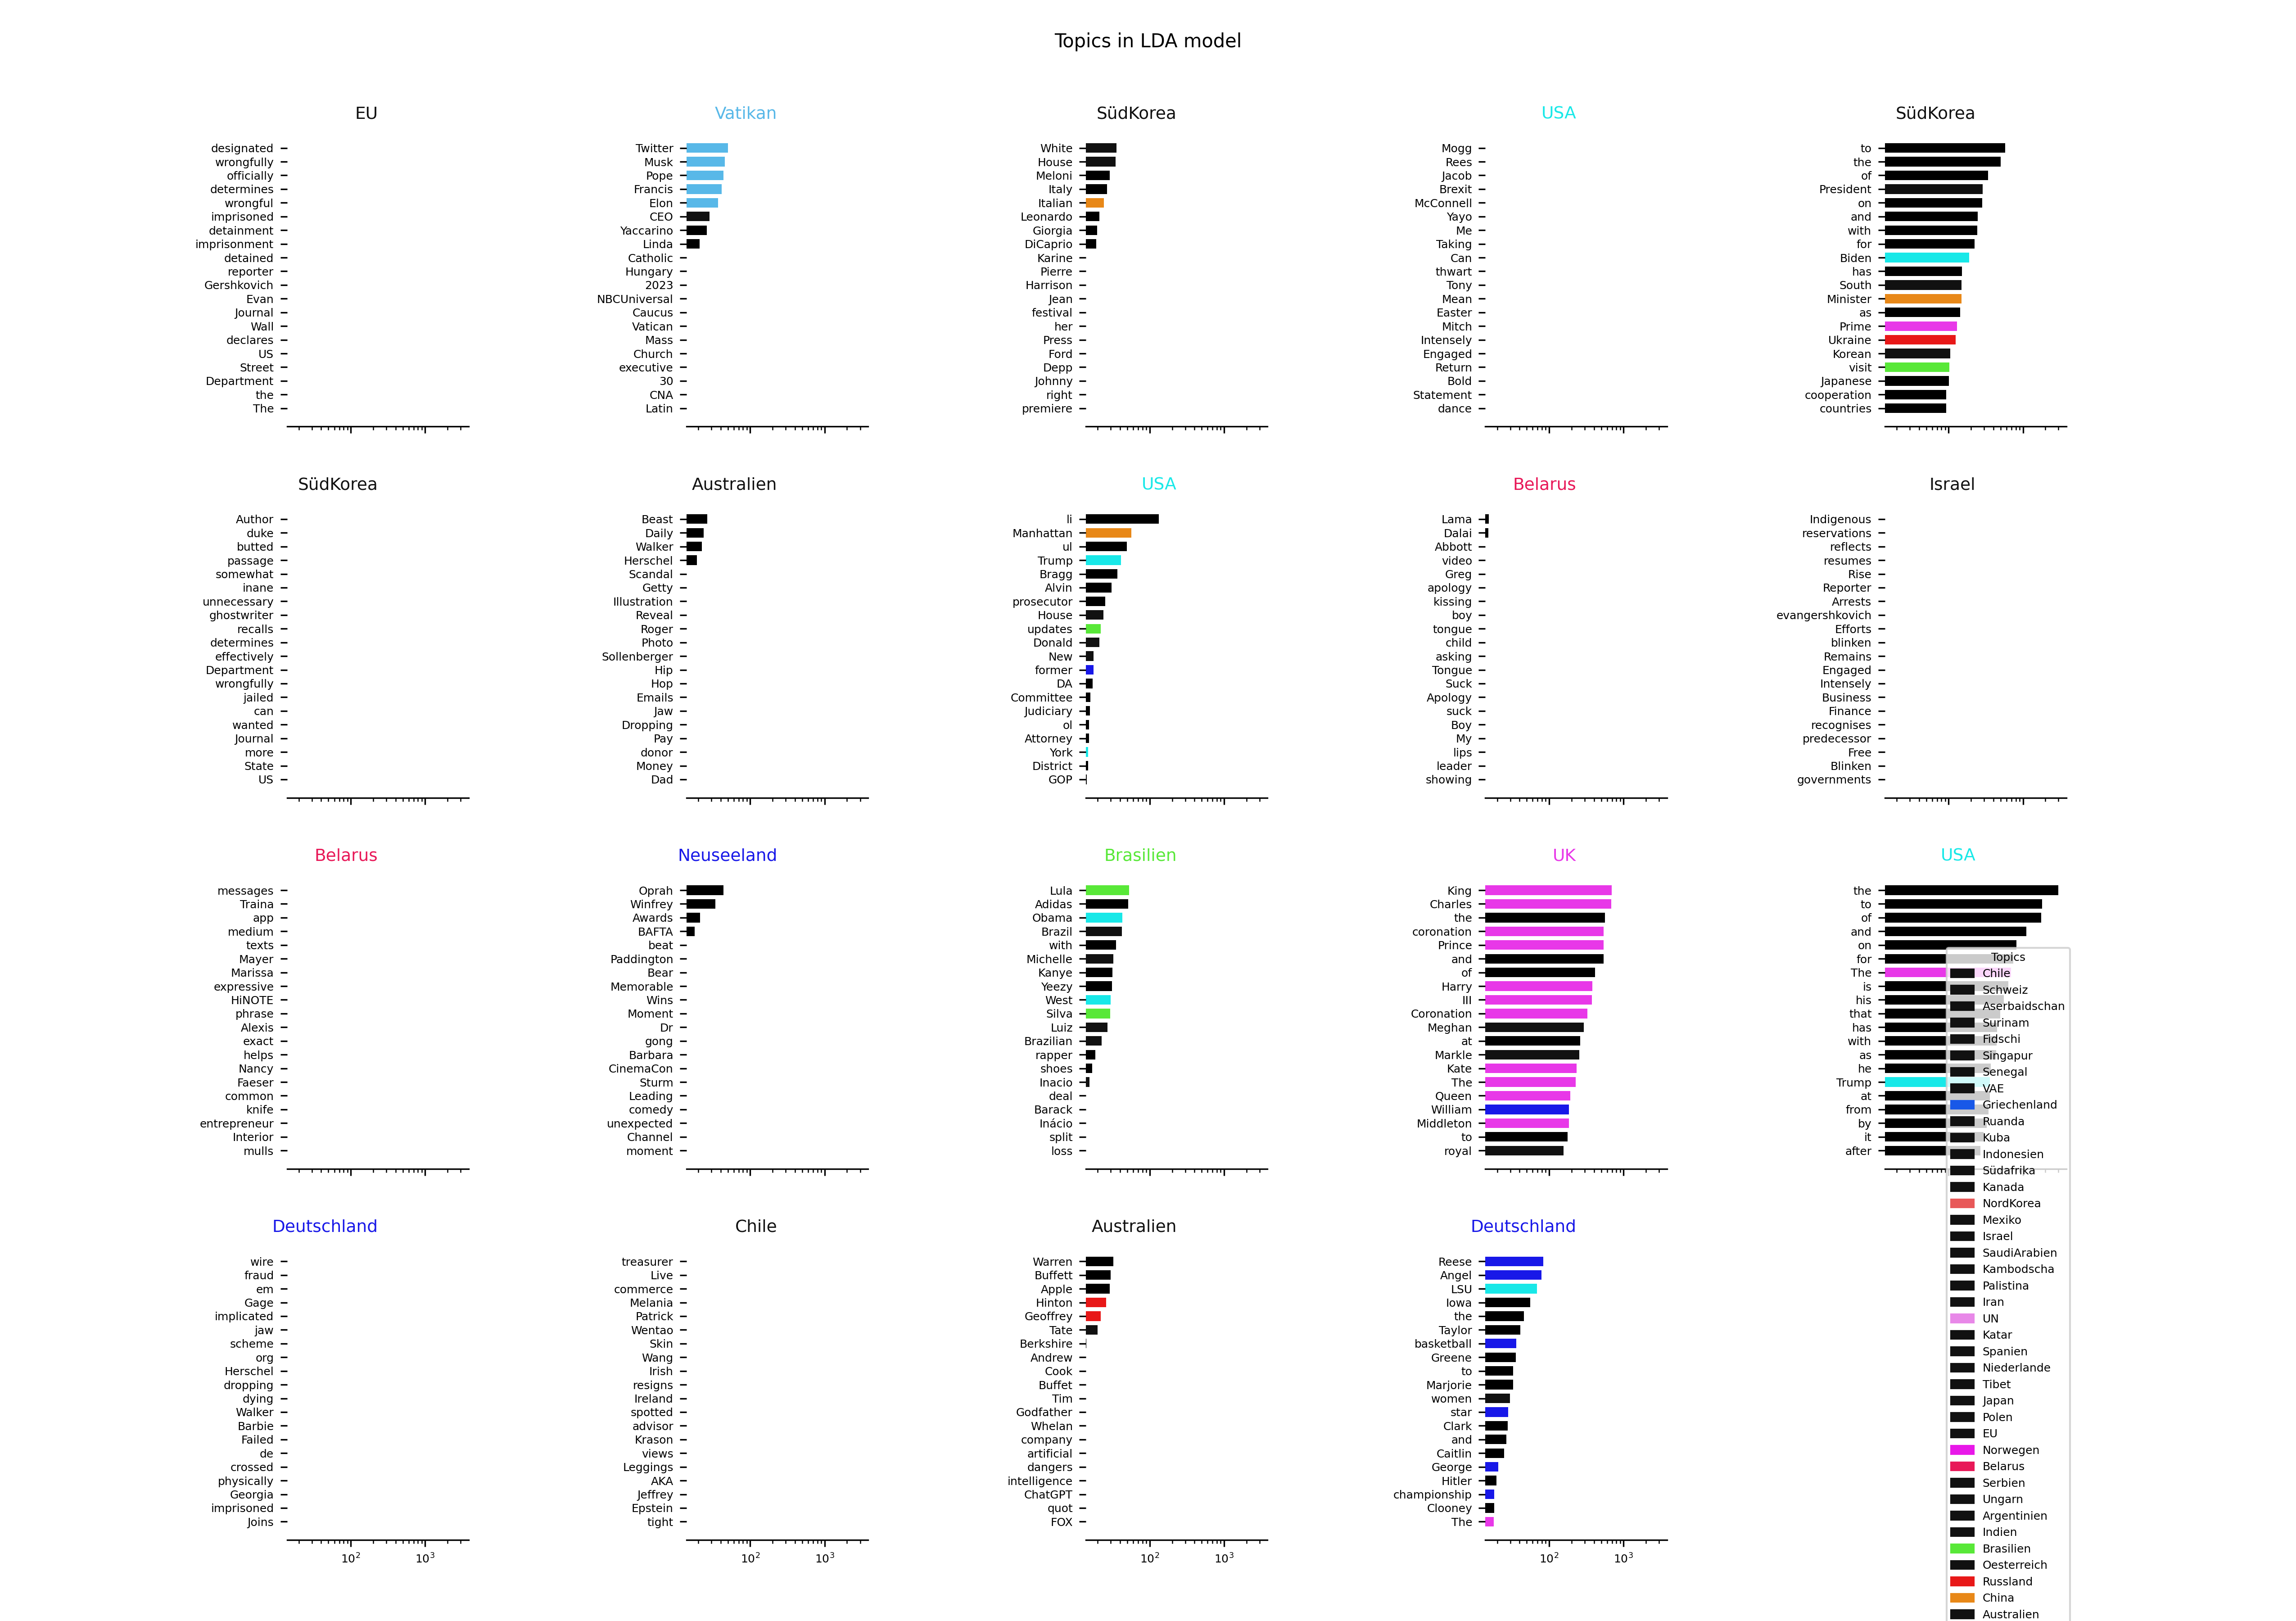 Topics in LDA model
EU
designated
wrongfully
officially
determines
wrongful
imprisoned
detainment
imprisonment
detained
reporter
Gershkovich
Evan
Journal
Wall
declares
US
Street
Department
the
The
Vatikan
Twitter
Musk
Pope
Francis
Elon
CEO
Yaccarino
Linda
Catholic
Hungary
2023
NBCUniversal
Caucus
Vatican
Mass
Church
executive
30
CNA
Latin
SüdKorea
White
House
Meloni
Italy
Italian
Leonardo
Giorgia
DiCaprio
Karine
Pierre
Harrison
Jean
festival
her
Press
Ford
Depp
Johnny
right
premiere
USA
Mogg
Rees
Jacob
Brexit
McConnell
Yayo
Me
Taking
Can
thwart
Tony
Mean
Easter
Mitch
Intensely
Engaged
Return
Bold
Statement
dance
SüdKorea
to
the
of
President
on
and
with
for
Biden
has
South
Minister
as
Prime
Ukraine
Korean
visit
Japanese
cooperation
countries
SüdKorea
Author
duke
butted
passage
somewhat
inane
unnecessary
ghostwriter
recalls
determines
effectively
Department
wrongfully
jailed
can
wanted
Journal
more
State
US
Australien
Beast
Daily
Walker
Herschel
Scandal
Getty
Illustration
Reveal
Roger
Photo
Sollenberger
Hip
Hop
Emails
Jaw
Dropping
Pay
donor
Money
Dad
USA
li
Manhattan
ul
Trump
Bragg
Alvin
prosecutor
House
updates
Donald
New
former
DA
Committee
Judiciary
ol
Attorney
York
District
GOP
Belarus
Lama
Dalai
Abbott
video
Greg
apology
kissing
boy
tongue
child
asking
Tongue
Suck
Apology
suck
Boy
My
lips
leader
showing
Israel
Indigenous
reservations
reflects
resumes
Rise
Reporter
Arrests
evangershkovich
Efforts
blinken
Remains
Engaged
Intensely
Business
Finance
recognises
predecessor
Free
Blinken
governments
Belarus
messages
Traina
app
medium
texts
Mayer
Marissa
expressive
HiNOTE
phrase
Alexis
exact
helps
Nancy
Faeser
common
knife
entrepreneur
Interior
mulls
Neuseeland
Oprah
Winfrey
Awards
BAFTA
beat
Paddington
Bear
Memorable
Wins
Moment
Dr
gong
Barbara
CinemaCon
Sturm
Leading
comedy
unexpected
Channel
moment
Brasilien
Lula
Adidas
Obama
Brazil
with
Michelle
Kanye
Yeezy
West
Silva
Luiz
Brazilian
rapper
shoes
Inacio
deal
Barack
Inácio
split
loss
UK
King
Charles
the
coronation
Prince
and
of
Harry
III
Coronation
Meghan
at
Markle
Kate
The
Queen
William
Middleton
to
royal
USA
the
to
of
and
on
for
The
is
his
that
has
with
as
he
Trump
at
from
by
it
after
Deutschland
wire
fraud
em
Gage
implicated
jaw
scheme
org
Herschel
dropping
dying
Walker
Barbie
Failed
de
crossed
physically
Georgia
imprisoned
Joins
10² 10³
Chile
treasurer
Live
commerce
Melania
Patrick
Wentao
Skin
Wang
Irish
resigns
Ireland
spotted
advisor
Krason
views
Leggings
AKA
Jeffrey
Epstein
tight
10² 10³
Australien
Warren
Buffett
Apple
Hinton
Geoffrey
Tate
Berkshire
Andrew
Cook
Buffet
Tim
Godfather
Whelan
company
artificial
dangers
intelligence
ChatGPT
quot
FOX
10² 10³
Deutschland
Reese
Angel
LSU
Iowa
the
Taylor
basketball
Greene
to
Marjorie
women
star
Clark
and
Caitlin
George
Hitler
championship
Clooney
The
10² 10³
Topics
Chile
Schweiz
Aserbaidschan
Surinam
Fidschi
Singapur
Senegal
VAE
Griechenland
Ruanda
Kuba
Indonesien
Südafrika
Kanada
NordKorea
Mexiko
Israel
SaudiArabien
Kambodscha
Palistina
Iran
UN
Katar
Spanien
Niederlande
Tibet
Japan
Polen
EU
Norwegen
Belarus
Serbien
Ungarn
Argentinien
Indien
Brasilien
Oesterreich
Russland
China
Australien